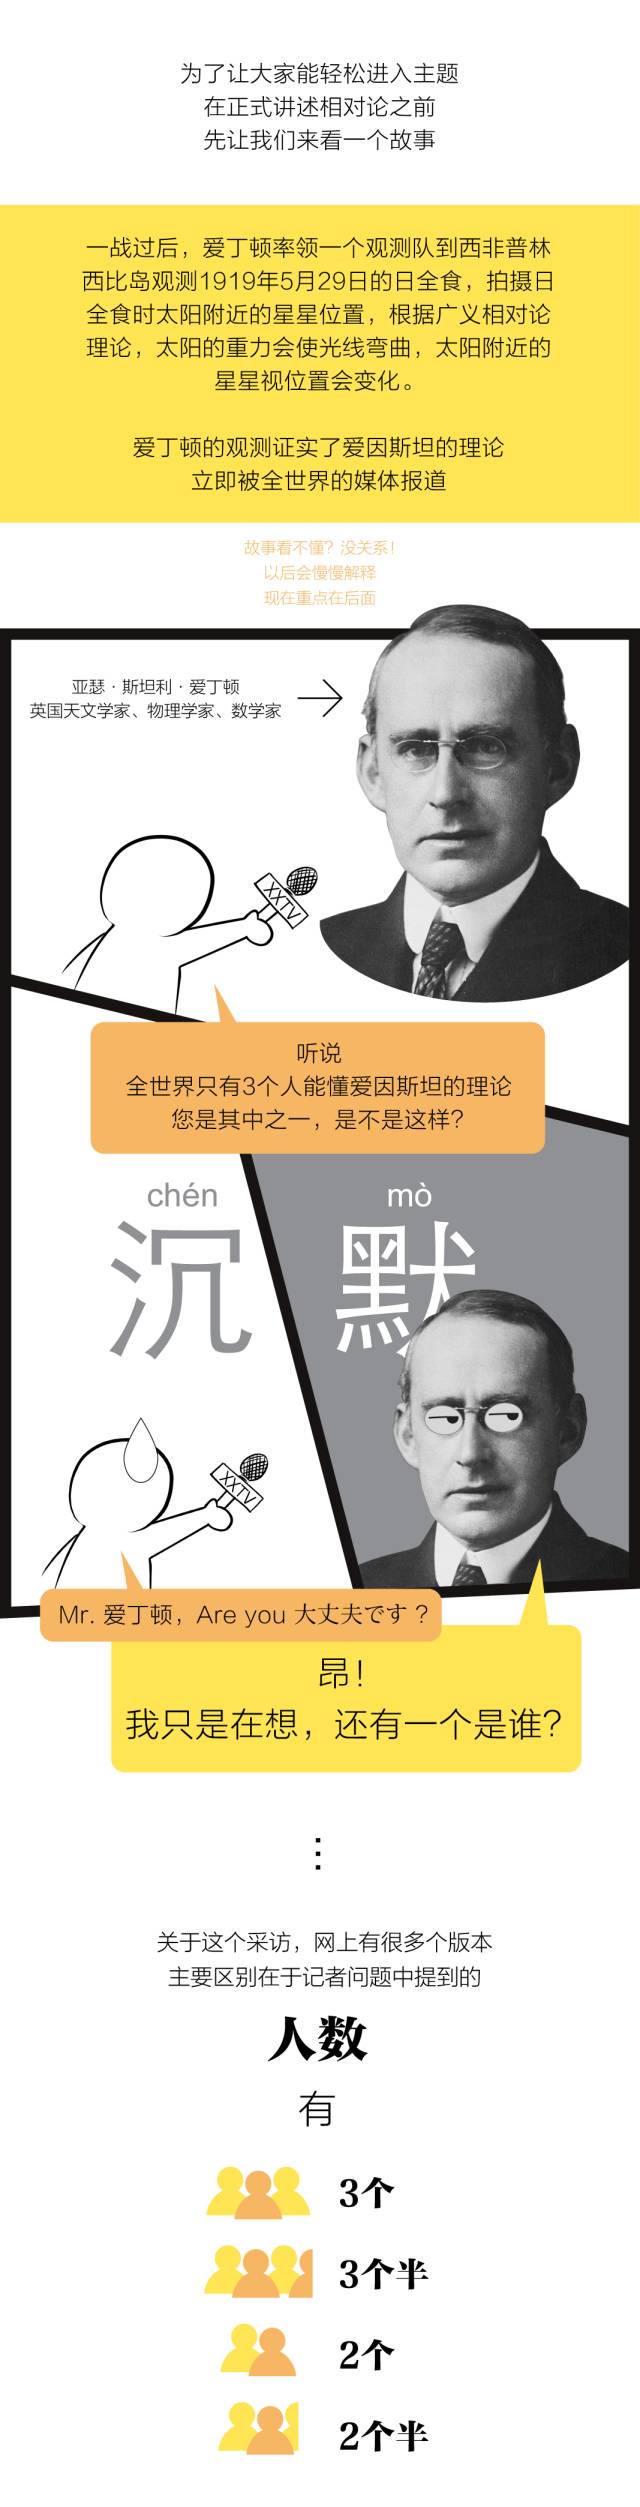 为了让大家能轻松进入主题
在正式讲述相对论之前
先让我们来看一个故事
一战过后，爱丁顿率领一个观测队到西非普林
西比岛观测1919年5月29日的日全食，拍摄日
全食时太阳附近的星星位置，根据广义相对论
理论，太阳的重力会使光线弯曲，太阳附近的
星星视位置会变化。
爱丁顿的观测证实了爱因斯坦的理论
立即被全世界的媒体报道
故事看不懂？没关系！
以后会慢慢解释
现在重点在后面
亚瑟·斯坦利·爱丁顿
英国天文学家、物理学家、数学家
XXTV
听说
全世界只有3个人能懂爱因斯坦的理论
您是其中之一，是不是这样？
chén mò
沉默
XXTV
Mr. 爱丁顿，Are you 大丈夫です？
昂！
我只是在想，还有一个是谁？
关于这个采访，网上有很多个版本
主要区别在于记者问题中提到的
人数
有
3个
3个半
2个
2个半